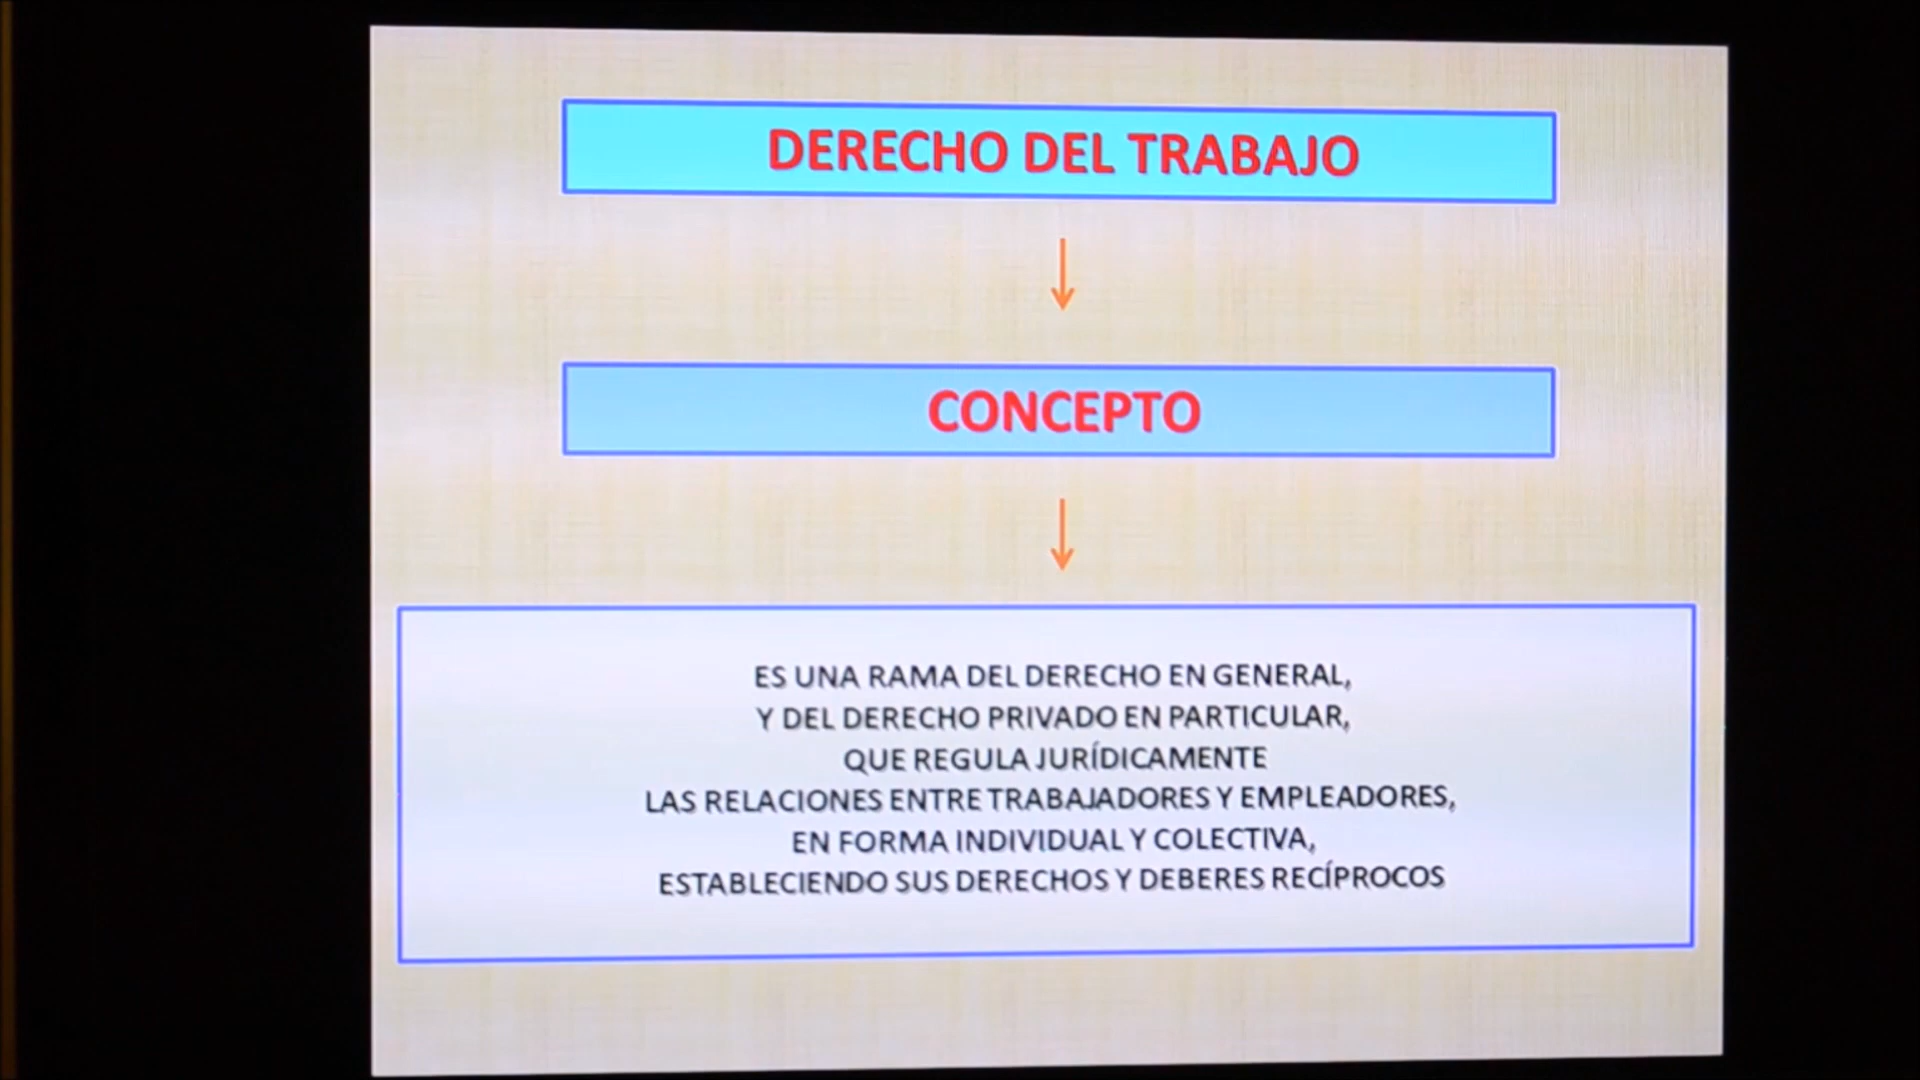 DERECHO DEL TRABAJO
CONCEPTO
ES UNA RAMA DEL DERECHO EN GENERAL,
Y DEL DERECHO PRIVADO EN PARTICULAR,
QUE REGULA JURÍDICAMENTE
LAS RELACIONES ENTRE TRABAJADORES Y EMPLEADORES,
EN FORMA INDIVIDUAL Y COLECTIVA,
ESTABLECIENDO SUS DERECHOS Y DEBERES RECÍPROCOS